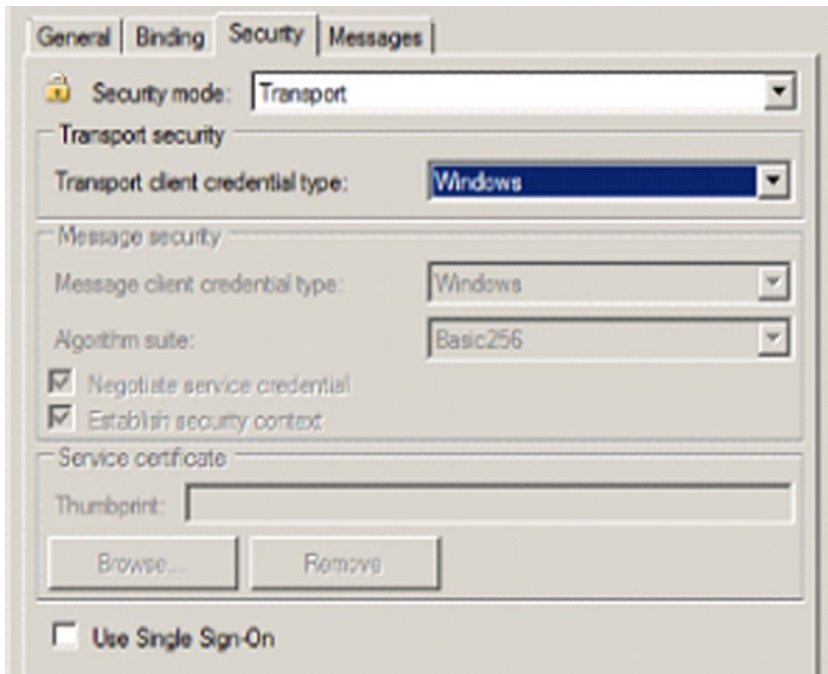 General Binding Security Messages
Security mode: Transport
Transport security
Transport client credential type: Windows
Message security
Message client credential type: Windows
Algorithm suite: Basic256
Negotiate service credential
Establish security context
Service certificate
Thumbprint:
Browse... Remove
Use Single Sign-On